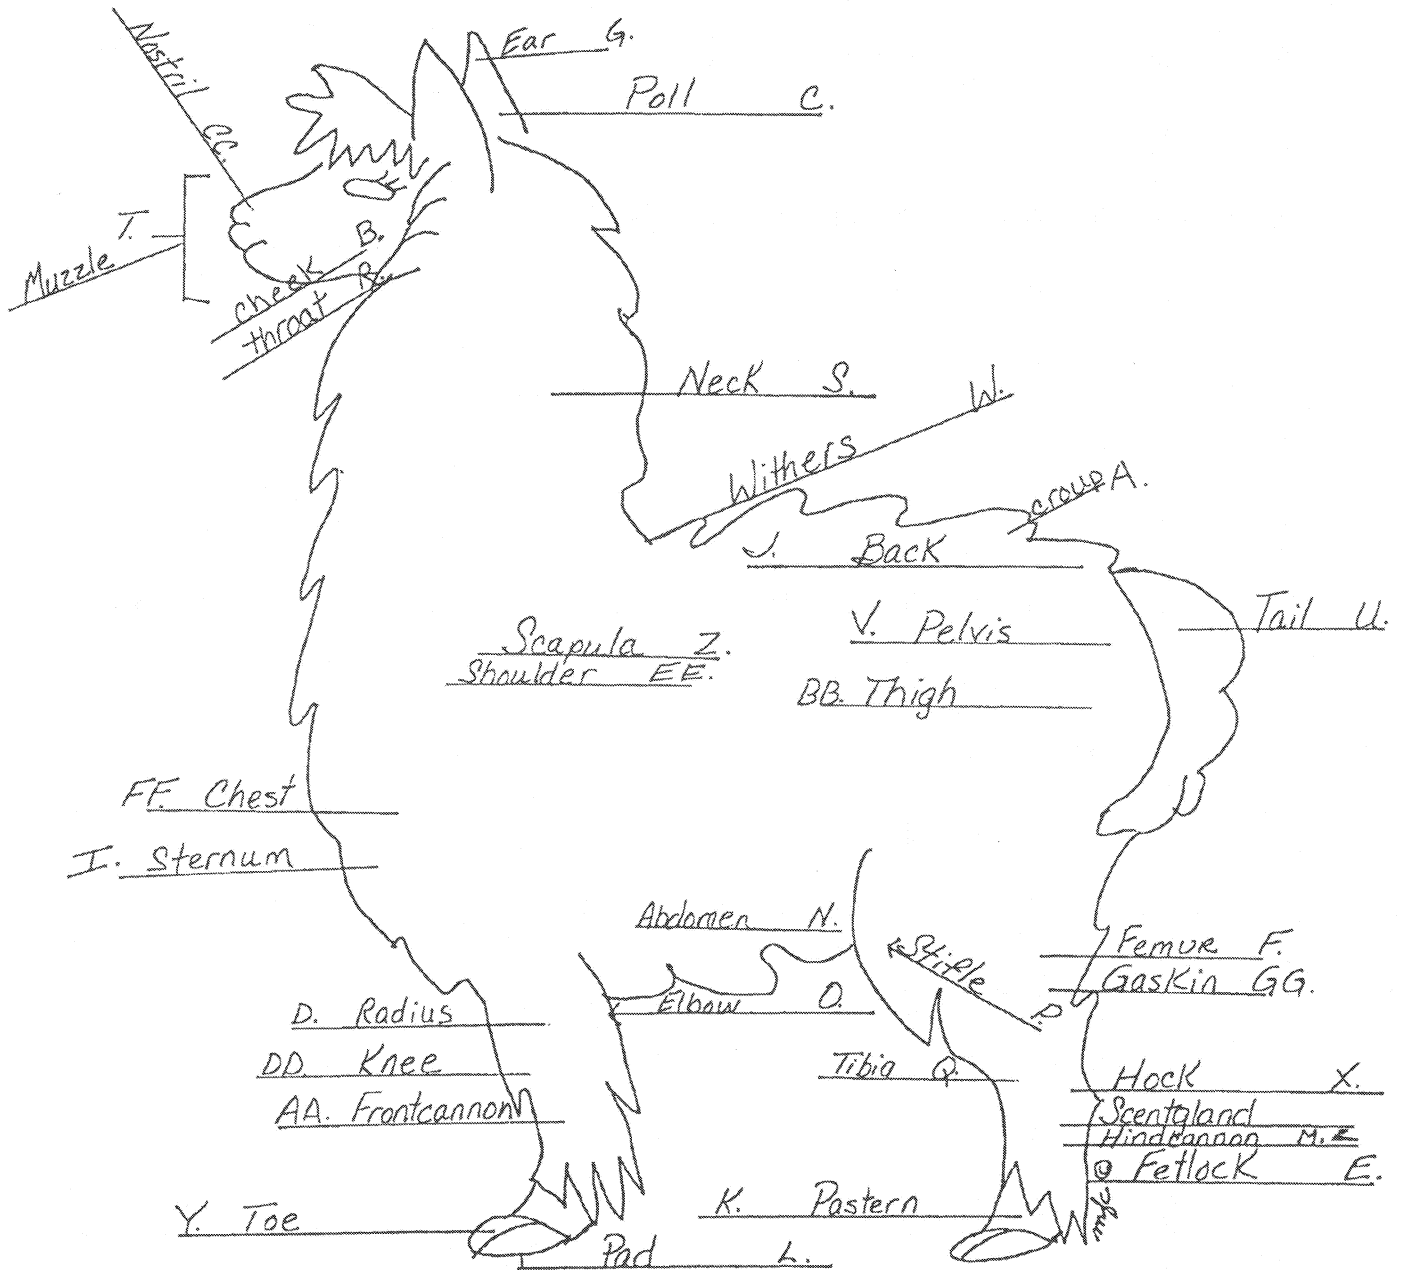 Nostril CC.
Ear G.
Poll C.
T.
Muzzle
cheek B.
throat R.
Neck S.
Withers W.
croup A.
J. Back
Scapula Z.
Shoulder EE.
V. Pelvis
BB. Thigh
Tail U.
FF. Chest
I. Sternum
Abdomen N.
Stifle P.
Femur F.
Gaskin GG.
Elbow O.
D. Radius
DD. Knee
AA. Frontcannon
Tibia Q.
Hock X.
Scentgland
Hindcannon M.
Fetlock E.
Y. Toe
K. Pastern
Pad L.